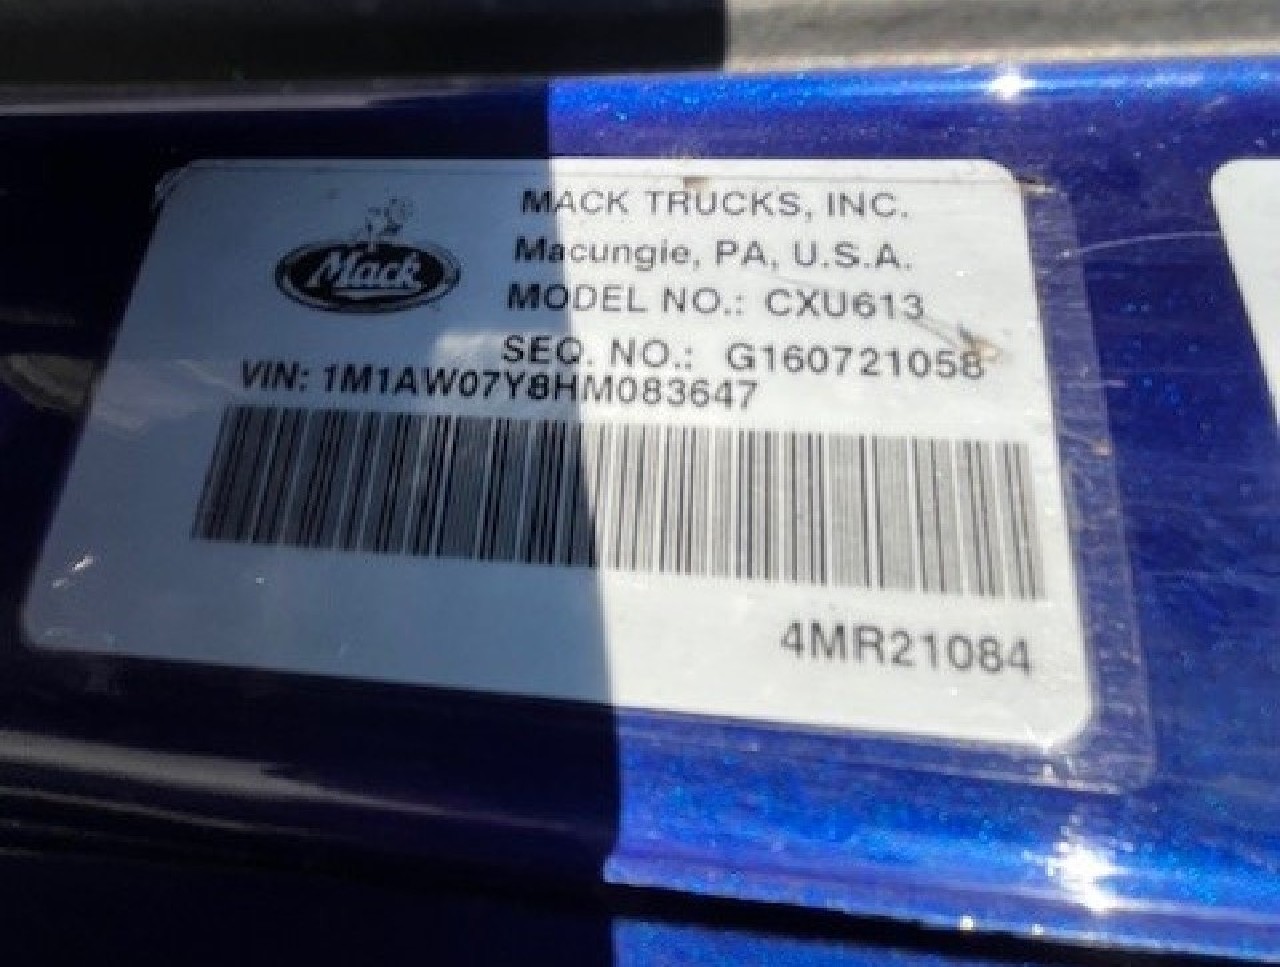 Mack
MACK TRUCKS, INC.
Macungie, PA, U.S.A.
MODEL NO.: CXU613
SEQ. NO.: G160721058
VIN: 1M1AW07Y8HM083647
4MR21084